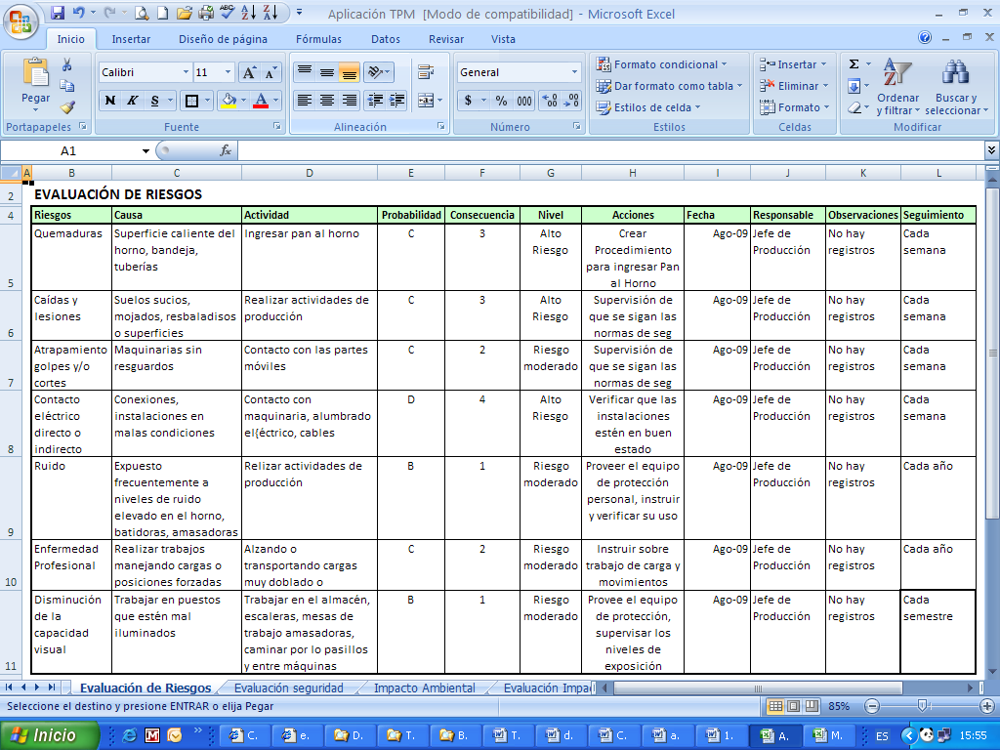 Aplicación TPM  [Modo de compatibilidad] - Microsoft Excel
Inicio Insertar Diseño de página Fórmulas Datos Revisar Vista
Pegar
Calibri 11
General
Formato condicional
Dar formato como tabla
Estilos de celda
Insertar
Eliminar
Formato
Ordenar y filtrar
Buscar y seleccionar
N K S
$ % 000
Portapapeles Fuente Alineación Número Estilos Celdas Modificar
A1 fx
A B C D E F G H I J K L
2 EVALUACIÓN DE RIESGOS
4 Riesgos Causa Actividad Probabilidad Consecuencia Nivel Acciones Fecha Responsable Observaciones Seguimiento
Quemaduras Superficie caliente del Ingresar pan al horno C 3 Alto Crear Ago-09 Jefe de No hay Cada
horno, bandeja, Riesgo Procedimiento Producción registros semana
tuberías para ingresar Pan
5 al Horno
Caídas y Suelos sucios, Realizar actividades de C 3 Alto Supervisión de Ago-09 Jefe de No hay Cada
lesiones mojados, resbaladisos producción Riesgo que se sigan las Producción registros semana
6 o superficies normas de seg
Atrapamiento Maquinarias sin Contacto con las partes C 2 Riesgo Supervisión de Ago-09 Jefe de No hay Cada
golpes y/o resguardos móviles moderado que se sigan las Producción registros semana
7 cortes normas de seg
Contacto Conexiones, Contacto con D 4 Alto Verificar que las Ago-09 Jefe de No hay Cada
eléctrico instalaciones en maquinaria, alumbrado Riesgo instalaciones Producción registros semana
directo o malas condiciones el{éctrico, cables estén en buen
8 indirecto estado
Ruido Expuesto Relizar actividades de B 1 Riesgo Proveer el equipo Ago-09 Jefe de No hay Cada año
frecuentemente a producción moderado de protección Producción registros
niveles de ruido personal, instruir
elevado en el horno, y verificar su uso
9 batidoras, amasadoras
Enfermedad Realizar trabajos Alzando o C 2 Riesgo Instruir sobre Ago-09 Jefe de No hay Cada año
Profesional manejando cargas o transportando cargas moderado trabajo de carga y Producción registros
10 posiciones forzadas muy doblado o movimientos
Disminución Trabajar en puestos Trabajar en el almacén, B 1 Riesgo Provee el equipo Ago-09 Jefe de No hay Cada
de la que estén mal escaleras, mesas de moderado de protección, Producción registros semestre
capacidad iluminados trabajo amasadoras, supervisar los
visual caminar por lo pasillos niveles de
11 y entre máquinas exposición
Evaluación de Riesgos Evaluación seguridad Impacto Ambiental Evaluación Impa
Seleccione el destino y presione ENTRAR o elija Pegar 85%
Inicio C. e. D. T. B. T. d. C. a. 1. A. M. ES 15:55